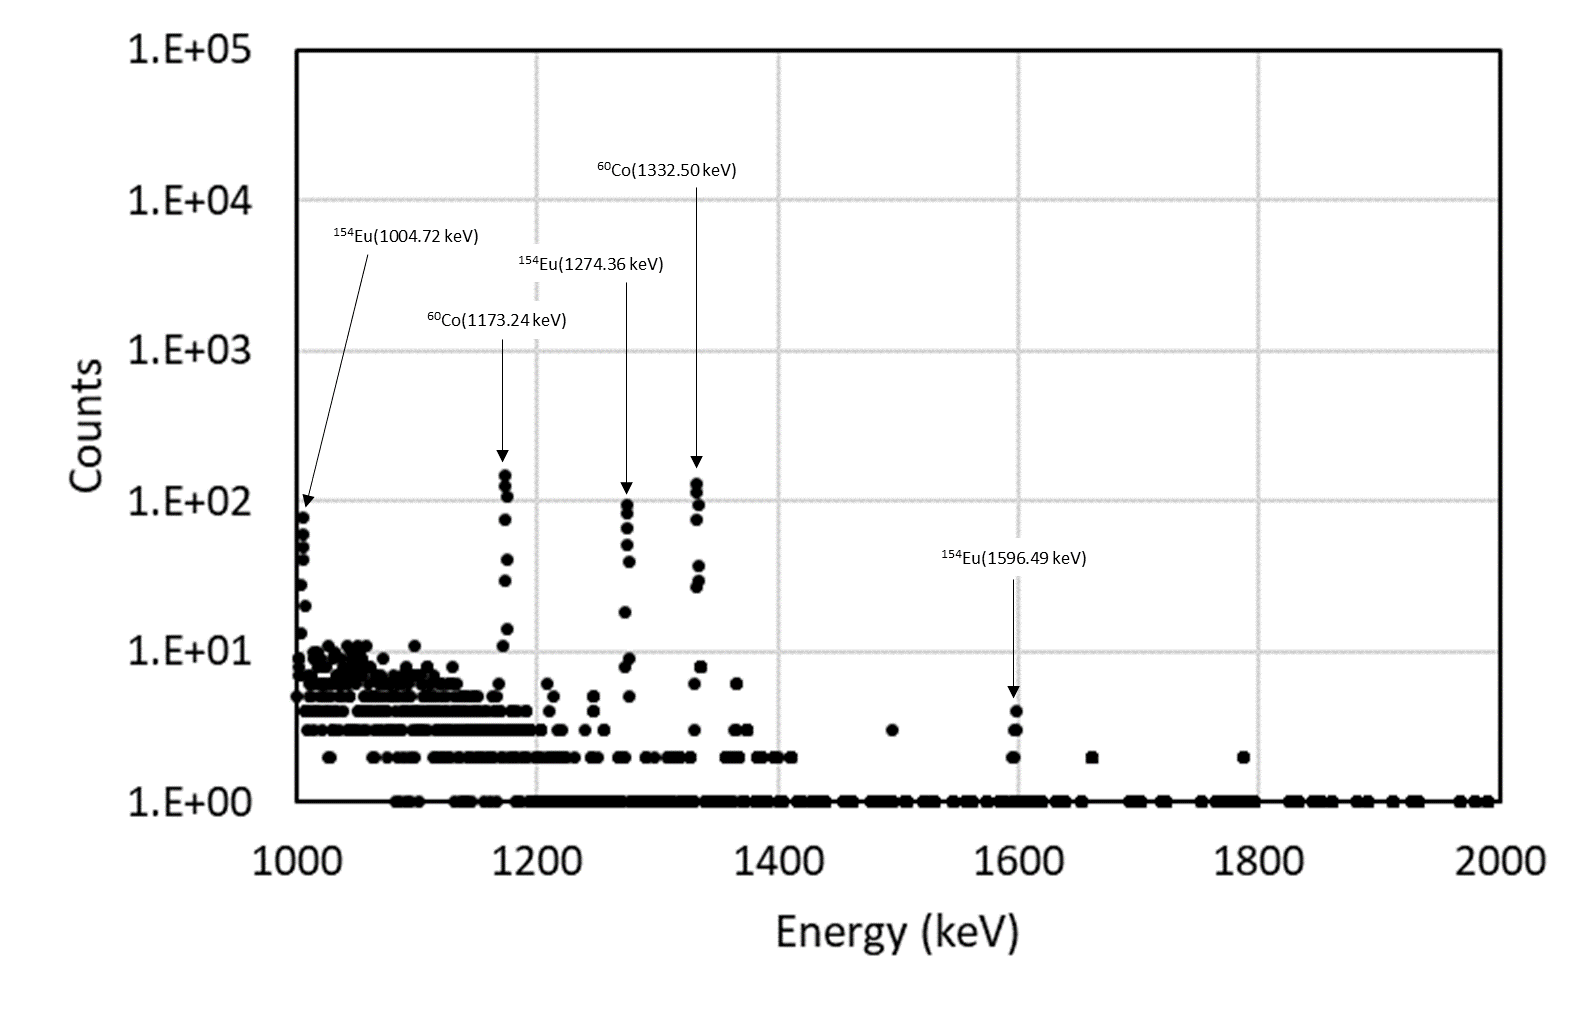 1.E+05
1.E+04
1.E+03
1.E+02
1.E+01
1.E+00
Counts
⁶⁰Co(1332.50 keV)
¹⁵⁴Eu(1004.72 keV)
¹⁵⁴Eu(1274.36 keV)
⁶⁰Co(1173.24 keV)
¹⁵⁴Eu(1596.49 keV)
1000 1200 1400 1600 1800 2000
Energy (keV)